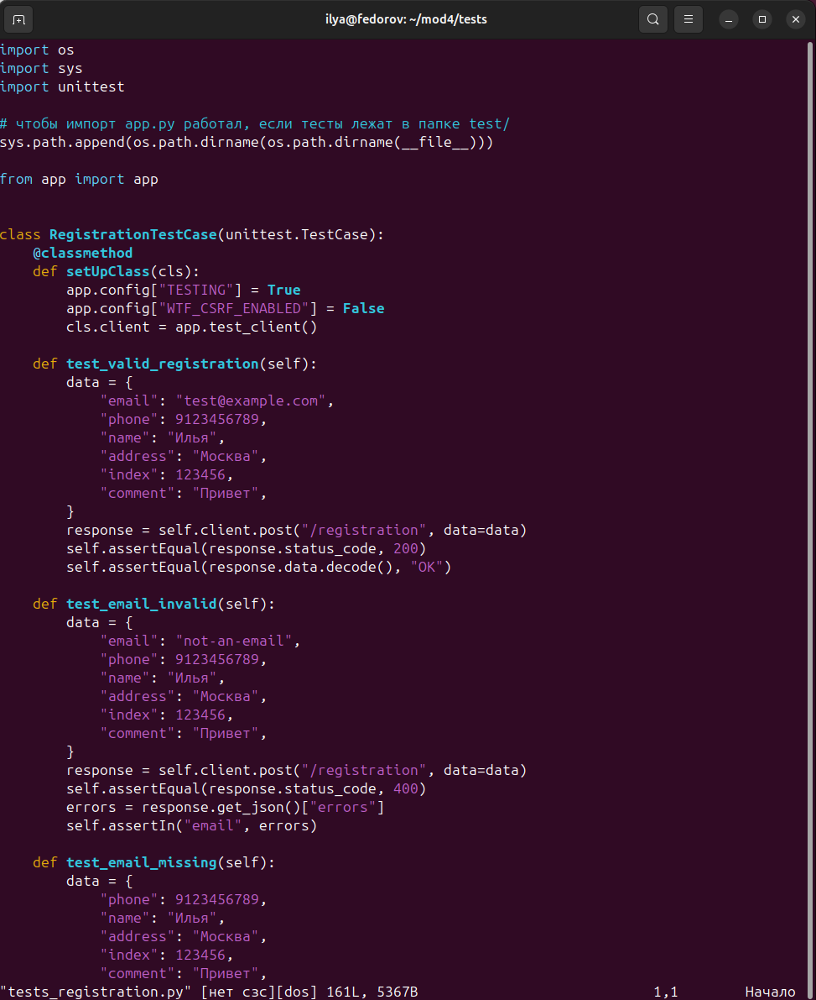 ilya@fedorov: ~/mod4/tests
import os
import sys
import unittest
# чтобы импорт app.py работал, если тесты лежат в папке test/
sys.path.append(os.path.dirname(os.path.dirname(__file__)))
from app import app
class RegistrationTestCase(unittest.TestCase):
    @classmethod
    def setUpClass(cls):
        app.config["TESTING"] = True
        app.config["WTF_CSRF_ENABLED"] = False
        cls.client = app.test_client()
    def test_valid_registration(self):
        data = {
            "email": "test@example.com",
            "phone": 9123456789,
            "name": "Илья",
            "address": "Москва",
            "index": 123456,
            "comment": "Привет",
        }
        response = self.client.post("/registration", data=data)
        self.assertEqual(response.status_code, 200)
        self.assertEqual(response.data.decode(), "OK")
    def test_email_invalid(self):
        data = {
            "email": "not-an-email",
            "phone": 9123456789,
            "name": "Илья",
            "address": "Москва",
            "index": 123456,
            "comment": "Привет",
        }
        response = self.client.post("/registration", data=data)
        self.assertEqual(response.status_code, 400)
        errors = response.get_json()["errors"]
        self.assertIn("email", errors)
    def test_email_missing(self):
        data = {
            "phone": 9123456789,
            "name": "Илья",
            "address": "Москва",
            "index": 123456,
            "comment": "Привет",
"tests_registration.py" [нет сзс][dos] 161L, 5367B 1,1 Начало